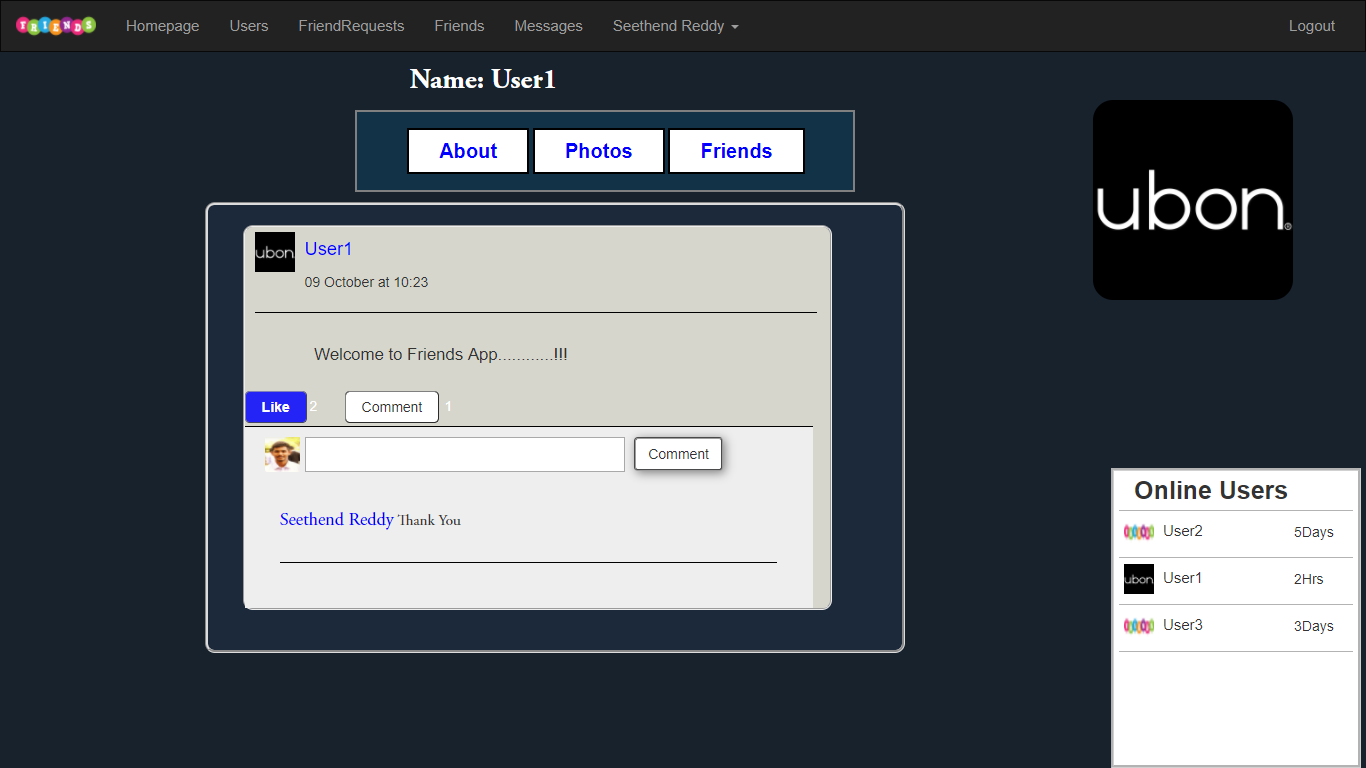 FRIENDS Homepage Users FriendRequests Friends Messages Seethend Reddy Logout
Name: User1
About Photos Friends
ubon®
ubon
User1
09 October at 10:23
Welcome to Friends App............!!!
Like 2 Comment 1
Comment
Seethend Reddy Thank You
Online Users
User2 5Days
ubon User1 2Hrs
User3 3Days